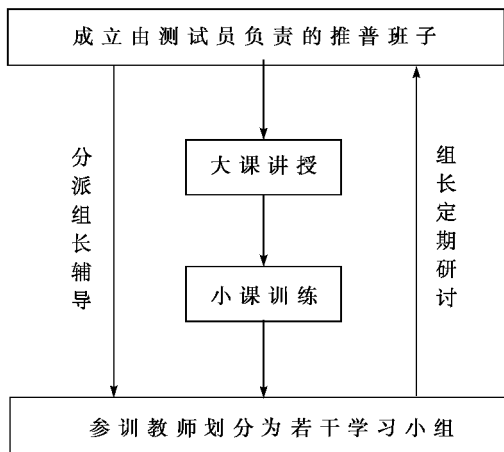 成立由测试员负责的推普班子
分派组长辅导
大课讲授
组长定期研讨
小课训练
参训教师划分为若干学习小组